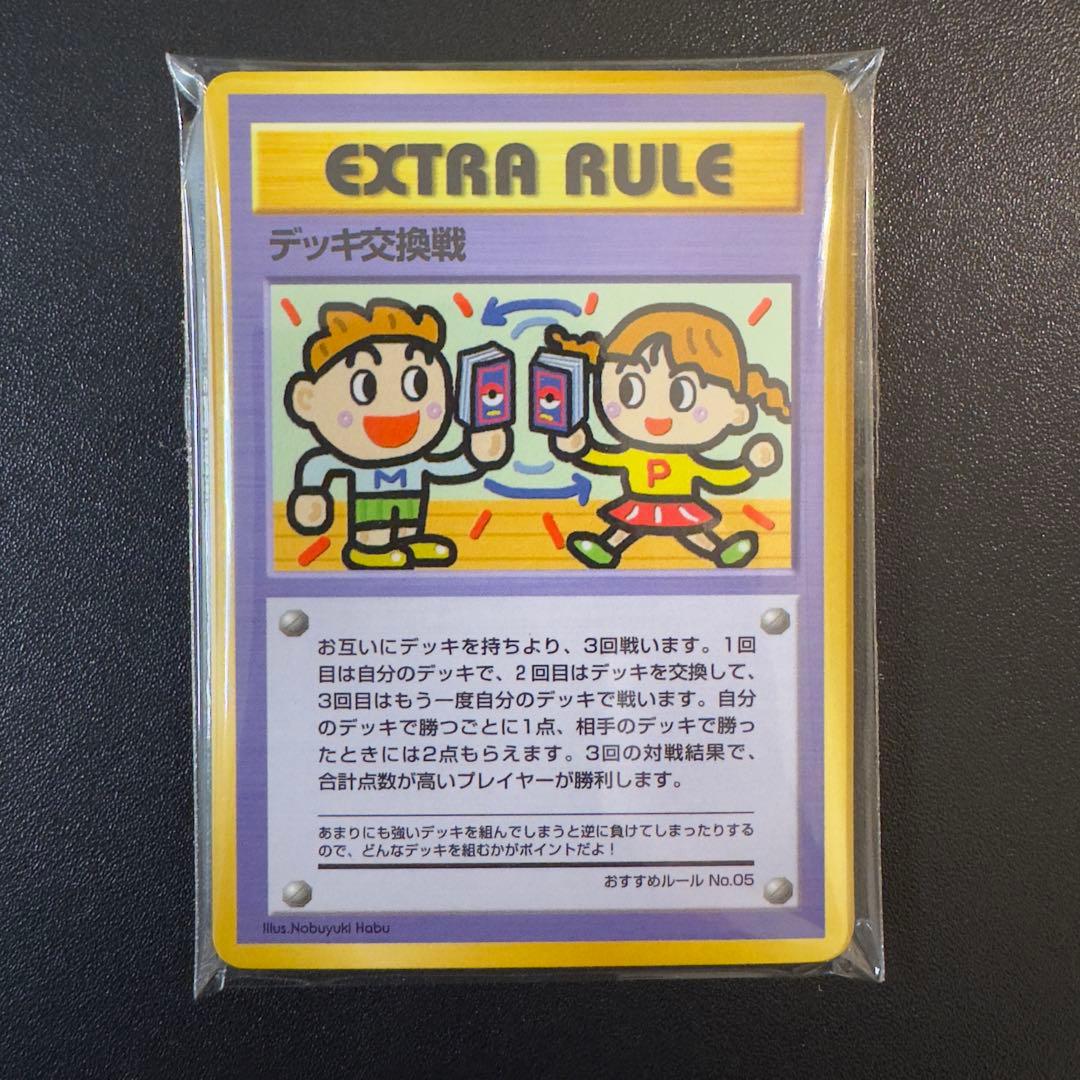 EXTRA RULE
デッキ交換戦
M
P
お互いにデッキを持ちより、3回戦います。1回
目は自分のデッキで、2回目はデッキを交換して、
3回目はもう一度自分のデッキで戦います。自分
のデッキで勝つごとに1点、相手のデッキで勝っ
たときには2点もらえます。3回の対戦結果で、
合計点数が高いプレイヤーが勝利します。
あまりにも強いデッキを組んでしまうと逆に負けてしまったりする
ので、どんなデッキを組むかがポイントだよ!
おすすめルール No.05
Illus.Nobuyuki Habu